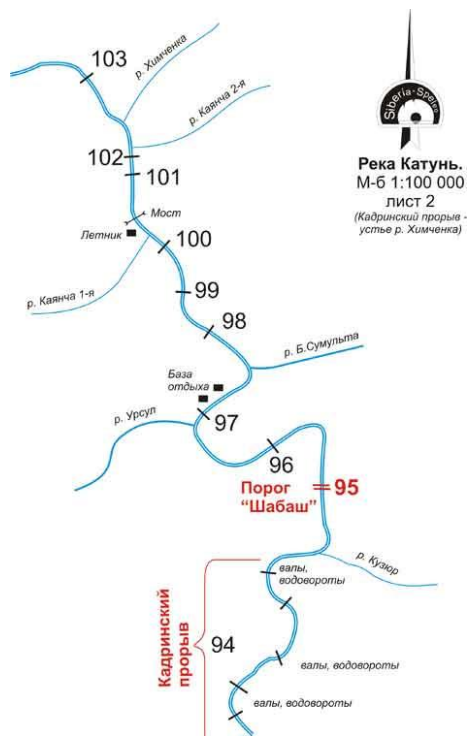 103
р. Химченка
р. Каянча 2-я
Siberia-Speleo
Река Катунь.
М-б 1:100 000
лист 2
(Кадринский прорыв -
устье р. Химченка)
102
101
Мост
Летник
100
99
р. Каянча 1-я
98
р. Б.Сумульта
База
отдыха
97
р. Урсул
96
Порог
“Шабаш”
95
валы,
водовороты
р. Кузюр
Кадринский
прорыв
94
валы, водовороты
валы, водовороты